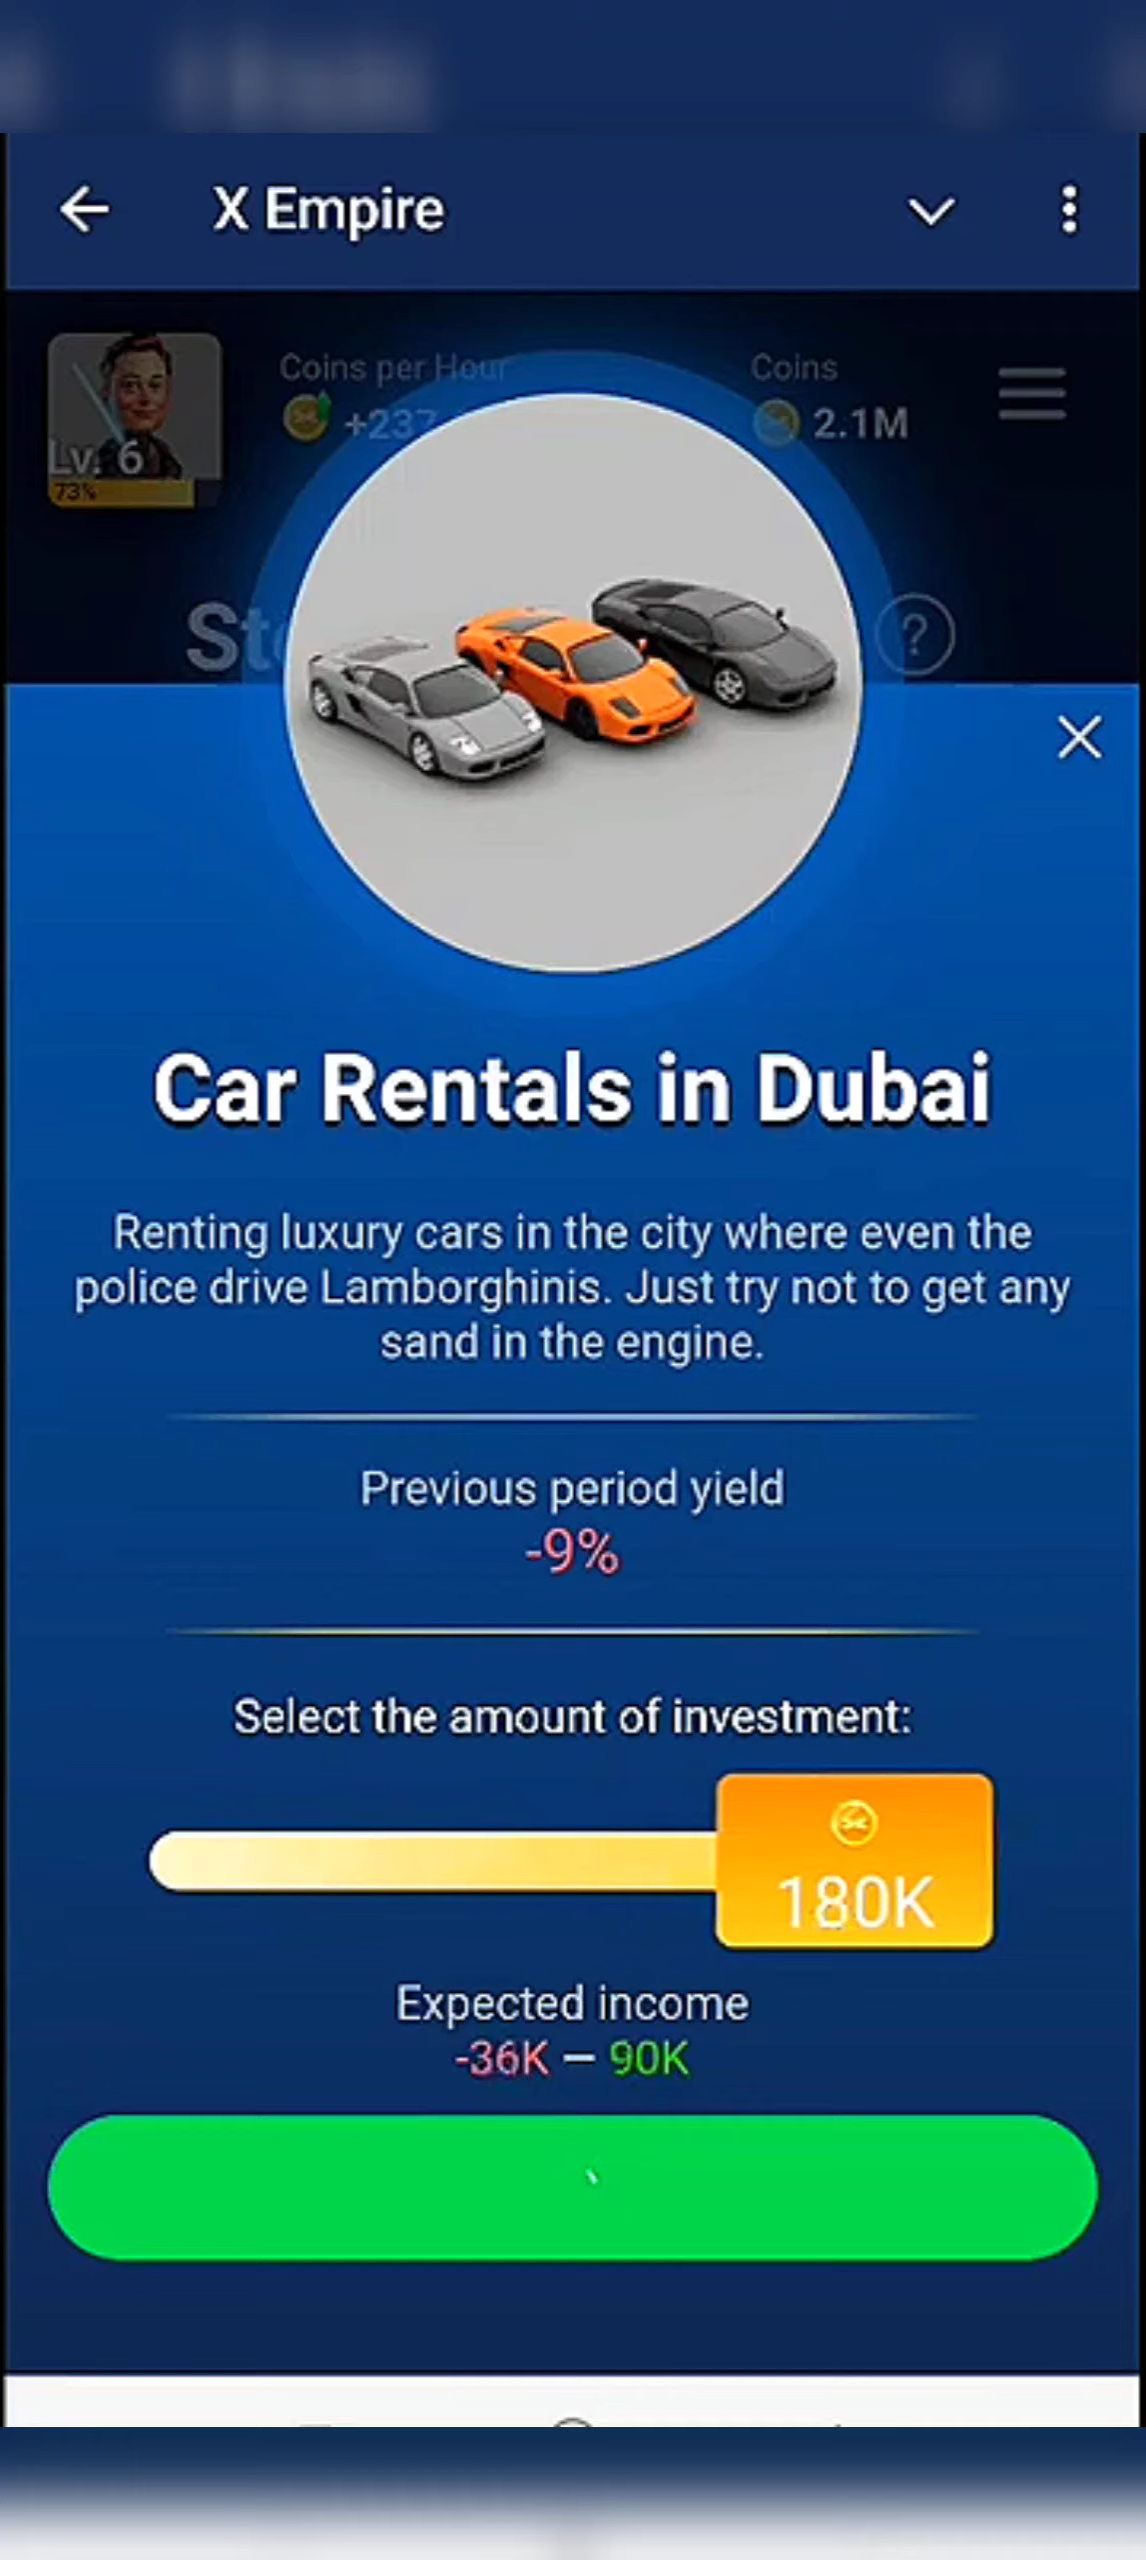 X Empire
Coins per Hour
Coins
+237
2.1M
Lv. 6
73%
?
Car Rentals in Dubai
Renting luxury cars in the city where even the
police drive Lamborghinis. Just try not to get any
sand in the engine.
Previous period yield
-9%
Select the amount of investment:
180K
Expected income
-36K – 90K